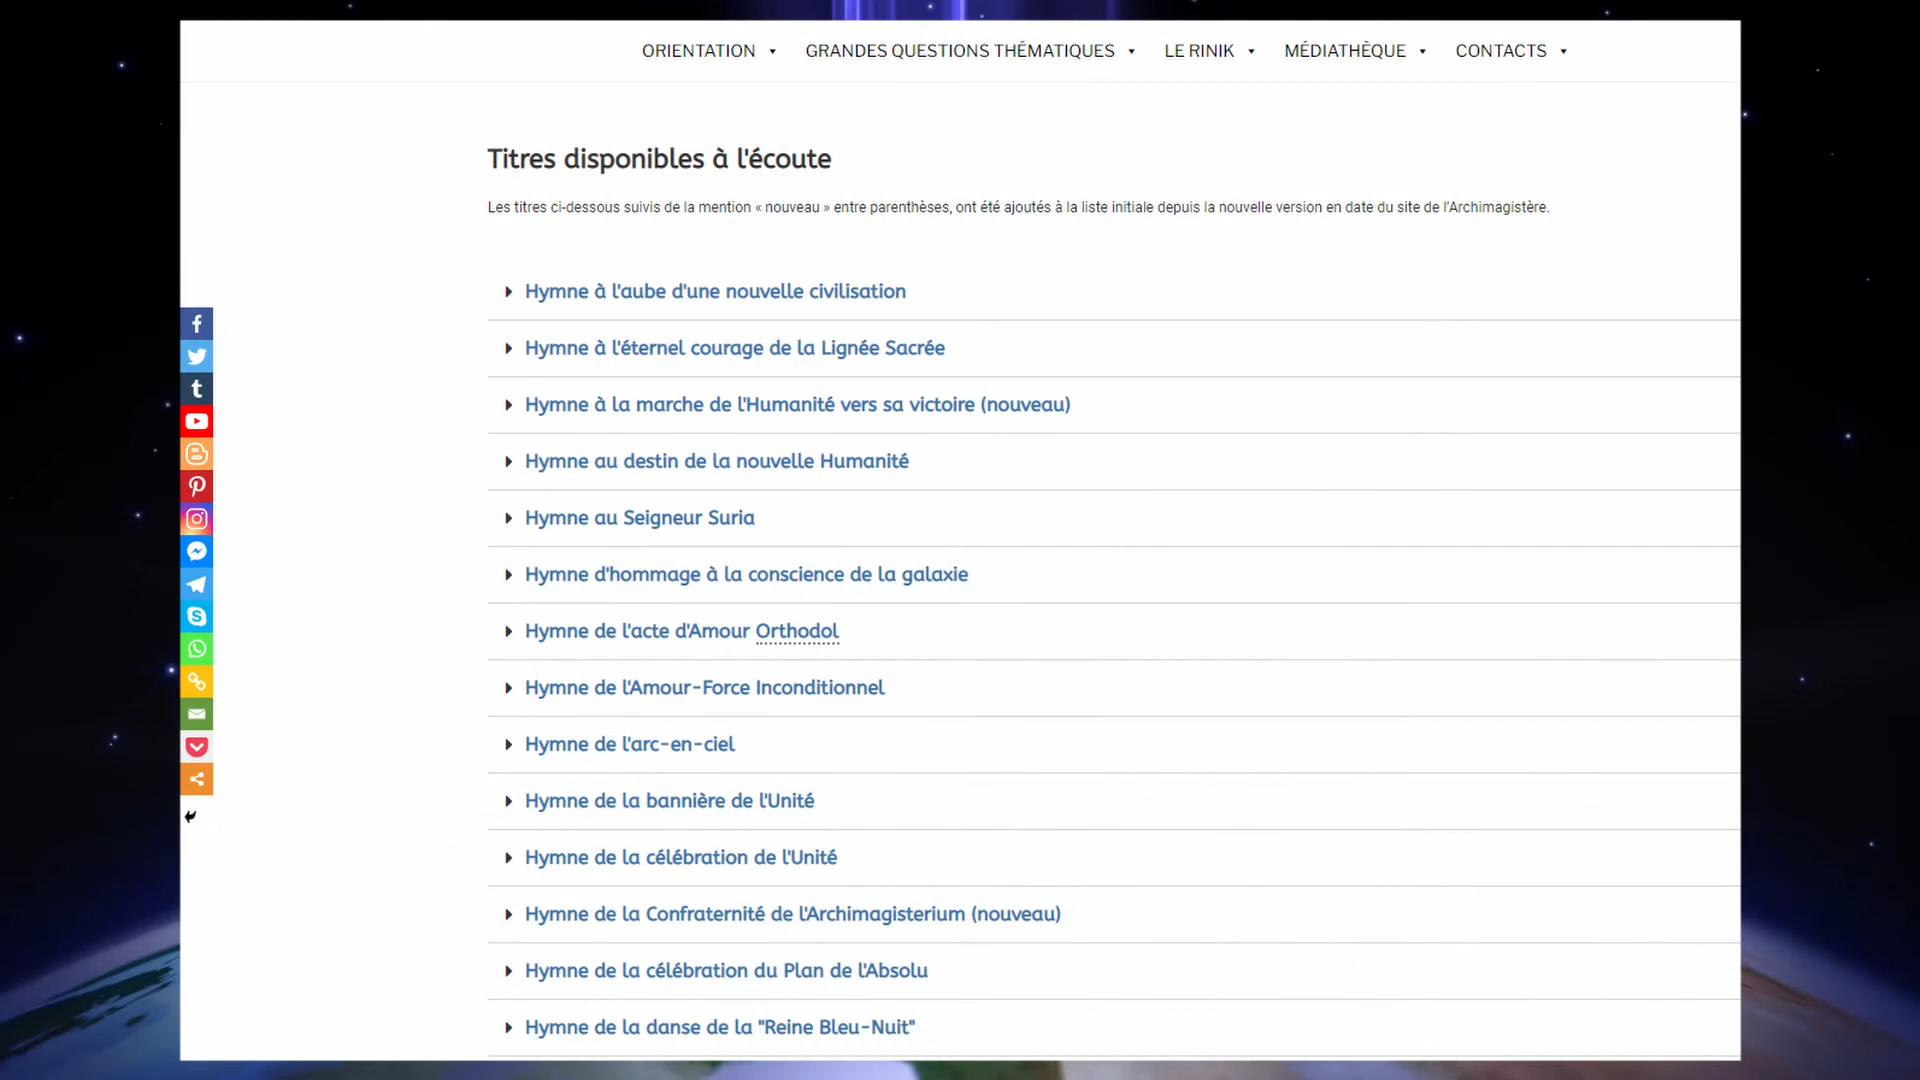 ORIENTATION GRANDES QUESTIONS THÉMATIQUES LE RINIK MÉDIATHÈQUE CONTACTS
Titres disponibles à l'écoute
Les titres ci-dessous suivis de la mention « nouveau » entre parenthèses, ont été ajoutés à la liste initiale depuis la nouvelle version en date du site de l'Archimagistère.
Hymne à l'aube d'une nouvelle civilisation
Hymne à l'éternel courage de la Lignée Sacrée
Hymne à la marche de l'Humanité vers sa victoire (nouveau)
Hymne au destin de la nouvelle Humanité
Hymne au Seigneur Suria
Hymne d'hommage à la conscience de la galaxie
Hymne de l'acte d'Amour Orthodol
Hymne de l'Amour-Force Inconditionnel
Hymne de l'arc-en-ciel
Hymne de la bannière de l'Unité
Hymne de la célébration de l'Unité
Hymne de la Confraternité de l'Archimagisterium (nouveau)
Hymne de la célébration du Plan de l'Absolu
Hymne de la danse de la "Reine Bleu-Nuit"